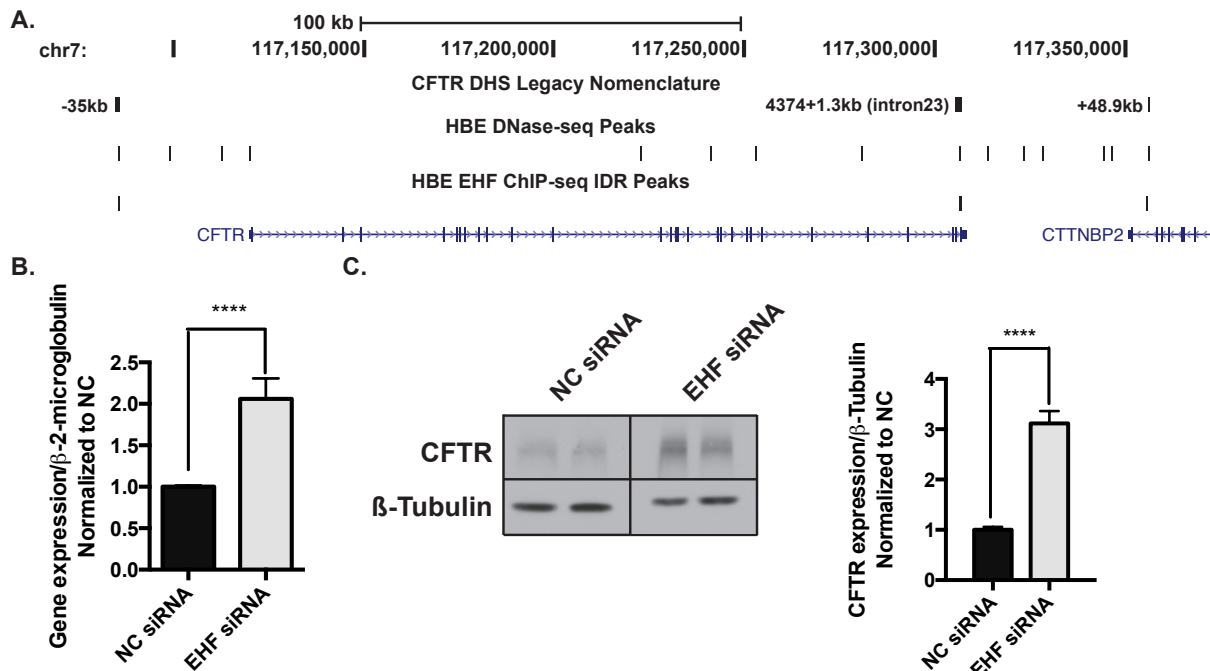 A.
100 kb
chr7: 117,150,000 117,200,000 117,250,000 117,300,000 117,350,000
CFTR DHS Legacy Nomenclature
-35kb 4374+1.3kb (intron23) +48.9kb
HBE DNase-seq Peaks
HBE EHF ChIP-seq IDR Peaks
CFTR CTTNBP2
B.
Gene expression/β-2-microglobulin
Normalized to NC
****
2.5
2.0
1.5
1.0
0.5
0.0
NC siRNA
EHF siRNA
C.
NC siRNA
EHF siRNA
CFTR
ß-Tubulin
CFTR expression/β-Tubulin
Normalized to NC
****
4
3
2
1
0
NC siRNA
EHF siRNA